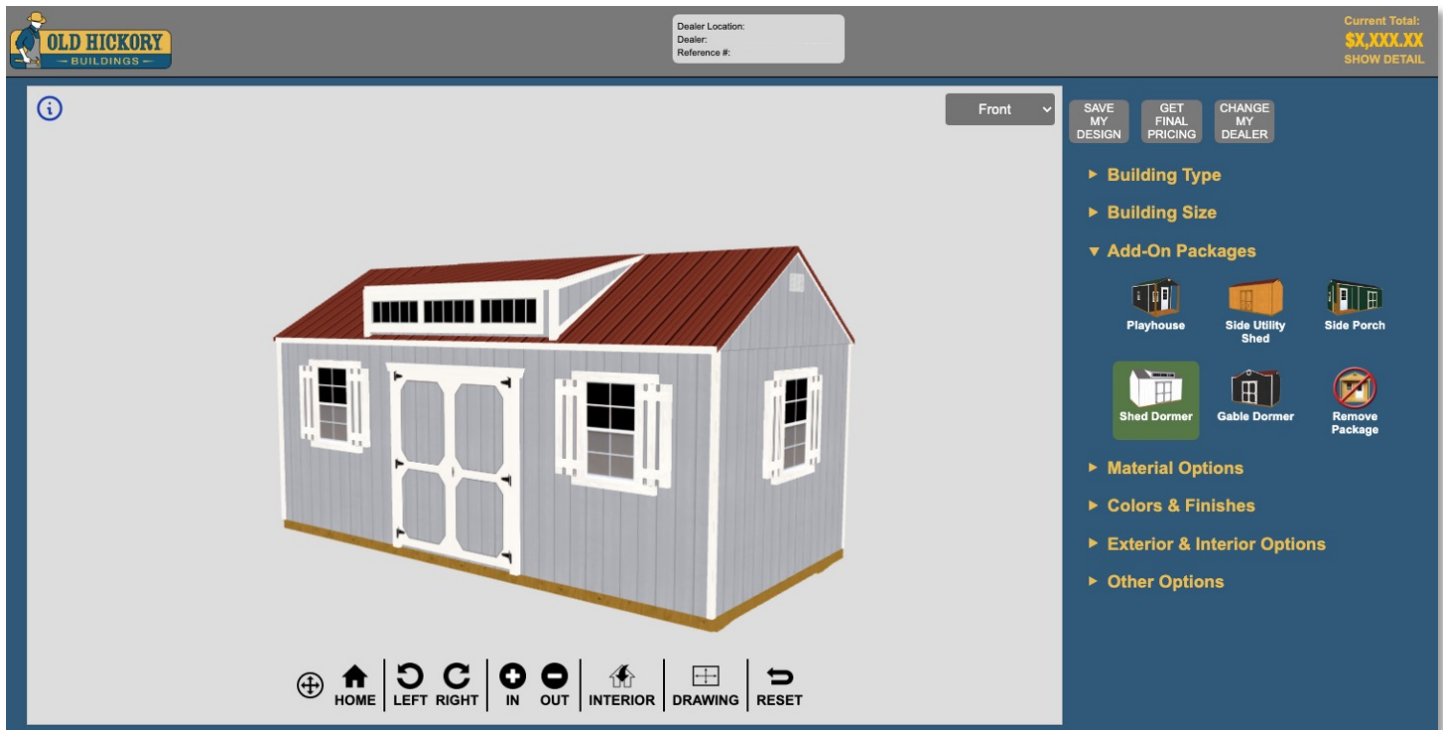 OLD HICKORY
BUILDINGS
Dealer Location:
Dealer:
Reference #:
Current Total:
$X,XXX.XX
SHOW DETAIL
Front
SAVE
MY
DESIGN
GET
FINAL
PRICING
CHANGE
MY
DEALER
Building Type
Building Size
Add-On Packages
Playhouse
Side Utility
Shed
Side Porch
Shed Dormer
Gable Dormer
Remove
Package
Material Options
Colors & Finishes
Exterior & Interior Options
Other Options
HOME
LEFT
RIGHT
IN
OUT
INTERIOR
DRAWING
RESET